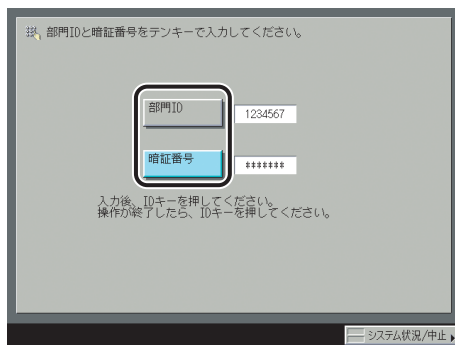 部門IDと暗証番号をテンキーで入力してください。
部門ID
1234567
暗証番号
*******
入力後、IDキーを押してください。
操作が終了したら、IDキーを押してください。
システム状況/中止